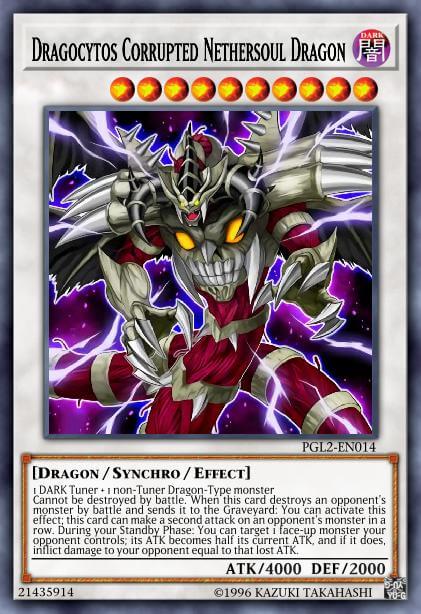 DRAGOCYTOS CORRUPTED NETHERSOUL DRAGON
DARK
闇
PGL2-EN014
[DRAGON / SYNCHRO / EFFECT]
1 DARK Tuner + 1 non-Tuner Dragon-Type monster
Cannot be destroyed by battle. When this card destroys an opponent's
monster by battle and sends it to the Graveyard: You can activate this
effect; this card can make a second attack on an opponent's monster in a
row. During your Standby Phase: You can target 1 face-up monster your
opponent controls; its ATK becomes half its current ATK, and if it does,
inflict damage to your opponent equal to that lost ATK.
ATK/4000 DEF/2000
21435914
©1996 KAZUKI TAKAHASHI